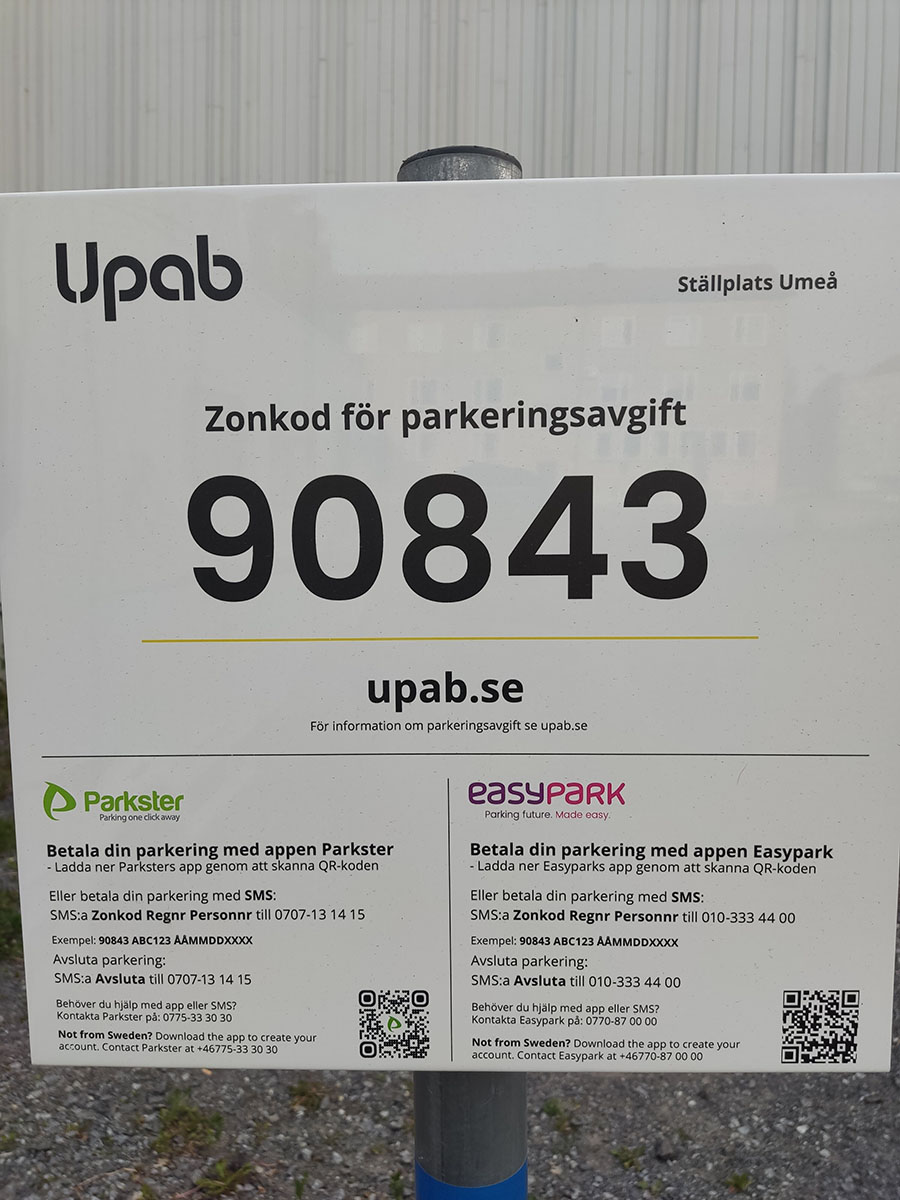 Upab
Ställplats Umeå
Zonkod för parkeringsavgift
90843
upab.se
För information om parkeringsavgift se upab.se
Parkster
Parking one click away
Betala din parkering med appen Parkster
- Ladda ner Parksters app genom att skanna QR-koden
Eller betala din parkering med SMS:
SMS:a Zonkod Regnr Personnr till 0707-13 14 15
Exempel: 90843 ABC123 ÅÅMMDDXXXX
Avsluta parkering:
SMS:a Avsluta till 0707-13 14 15
Behöver du hjälp med app eller SMS?
Kontakta Parkster på: 0775-33 30 30
Not from Sweden? Download the app to create your
account. Contact Parkster at +46775-33 30 30
easyPARK
Parking future. Made easy.
Betala din parkering med appen Easypark
- Ladda ner Easyparks app genom att skanna QR-koden
Eller betala din parkering med SMS:
SMS:a Zonkod Regnr Personnr till 010-333 44 00
Exempel: 90843 ABC123 ÅÅMMDDXXXX
Avsluta parkering:
SMS:a Avsluta till 010-333 44 00
Behöver du hjälp med app eller SMS?
Kontakta Easypark på: 0770-87 00 00
Not from Sweden? Download the app to create your
account. Contact Easypark at +46770-87 00 00